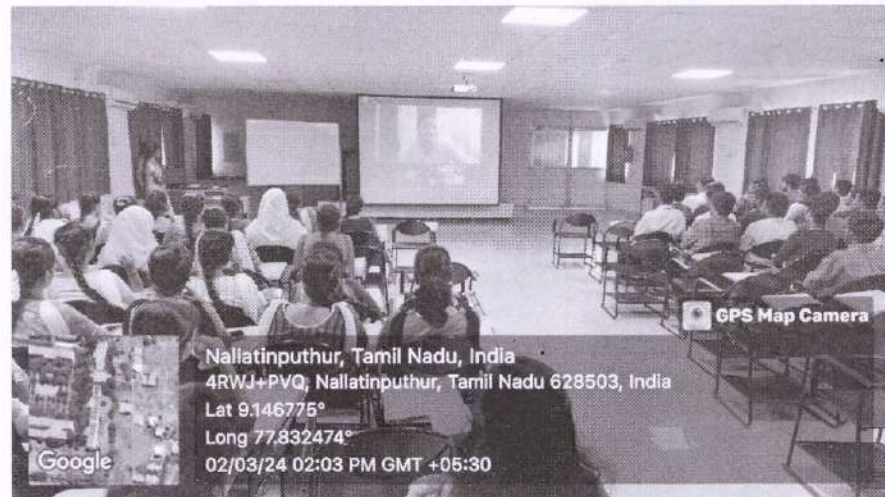 GPS Map Camera
Nallatinputhur, Tamil Nadu, India
4RWJ+PVQ, Nallatinputhur, Tamil Nadu 628503, India
Lat 9.146775°
Long 77.832474°
02/03/24 02:03 PM GMT +05:30
Google